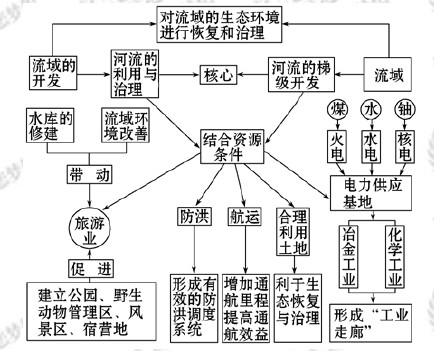 对流域的生态环境
进行恢复和治理
流域的
开发
河流的
利用与
治理
核心
河流的梯
级开发
流域
水库的
修建
流域环
境改善
结合资源
条件
煤
水
铀
火电
水电
核电
带动
电力供应
基地
旅游
业
防洪
航运
合理
利用
土地
冶金工业
化学工业
促进
建立公园、野生
动物管理区、风
景区、宿营地
形成有
效的防
洪调度
系统
增加通
航里程
提高通
航效益
利于生
态恢复
与治理
形成“工业
走廊”